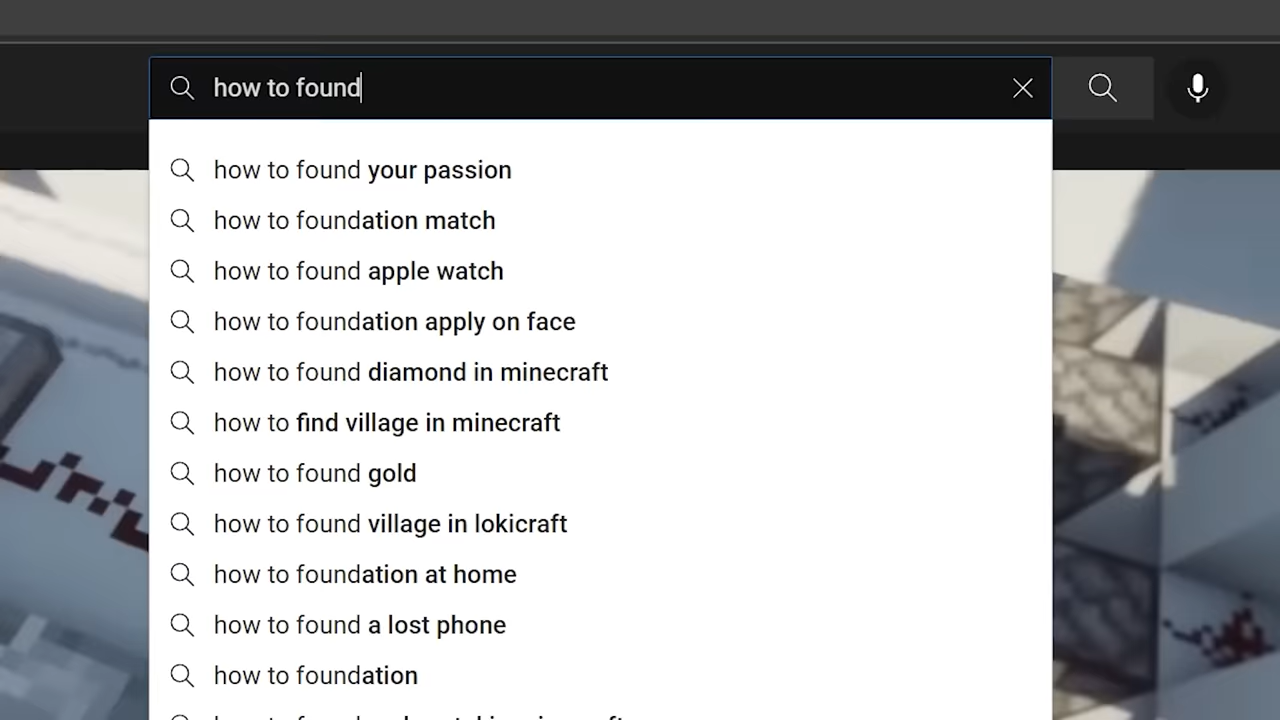 how to found
how to found your passion
how to foundation match
how to found apple watch
how to foundation apply on face
how to found diamond in minecraft
how to find village in minecraft
how to found gold
how to found village in lokicraft
how to foundation at home
how to found a lost phone
how to foundation